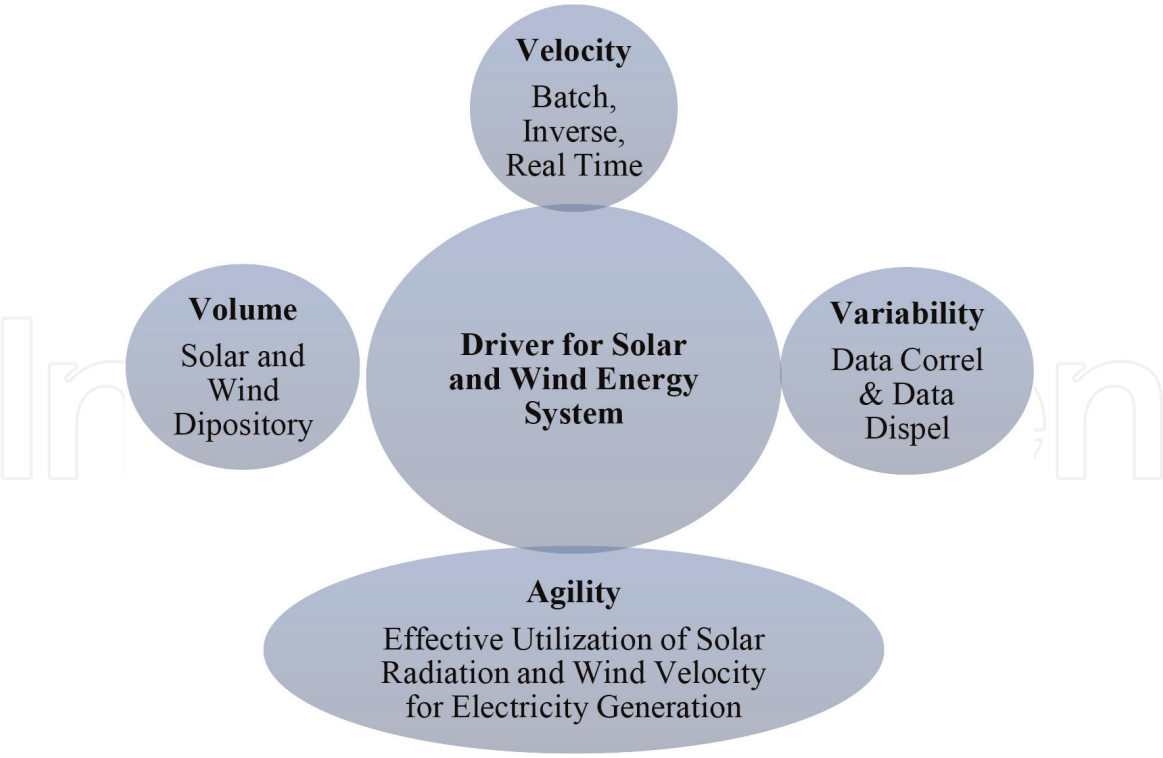 Velocity
Batch,
Inverse,
Real Time
Volume
Solar and
Wind
Dipository
Driver for Solar
and Wind Energy
System
Variability
Data Correl
& Data
Dispel
Agility
Effective Utilization of Solar
Radiation and Wind Velocity
for Electricity Generation